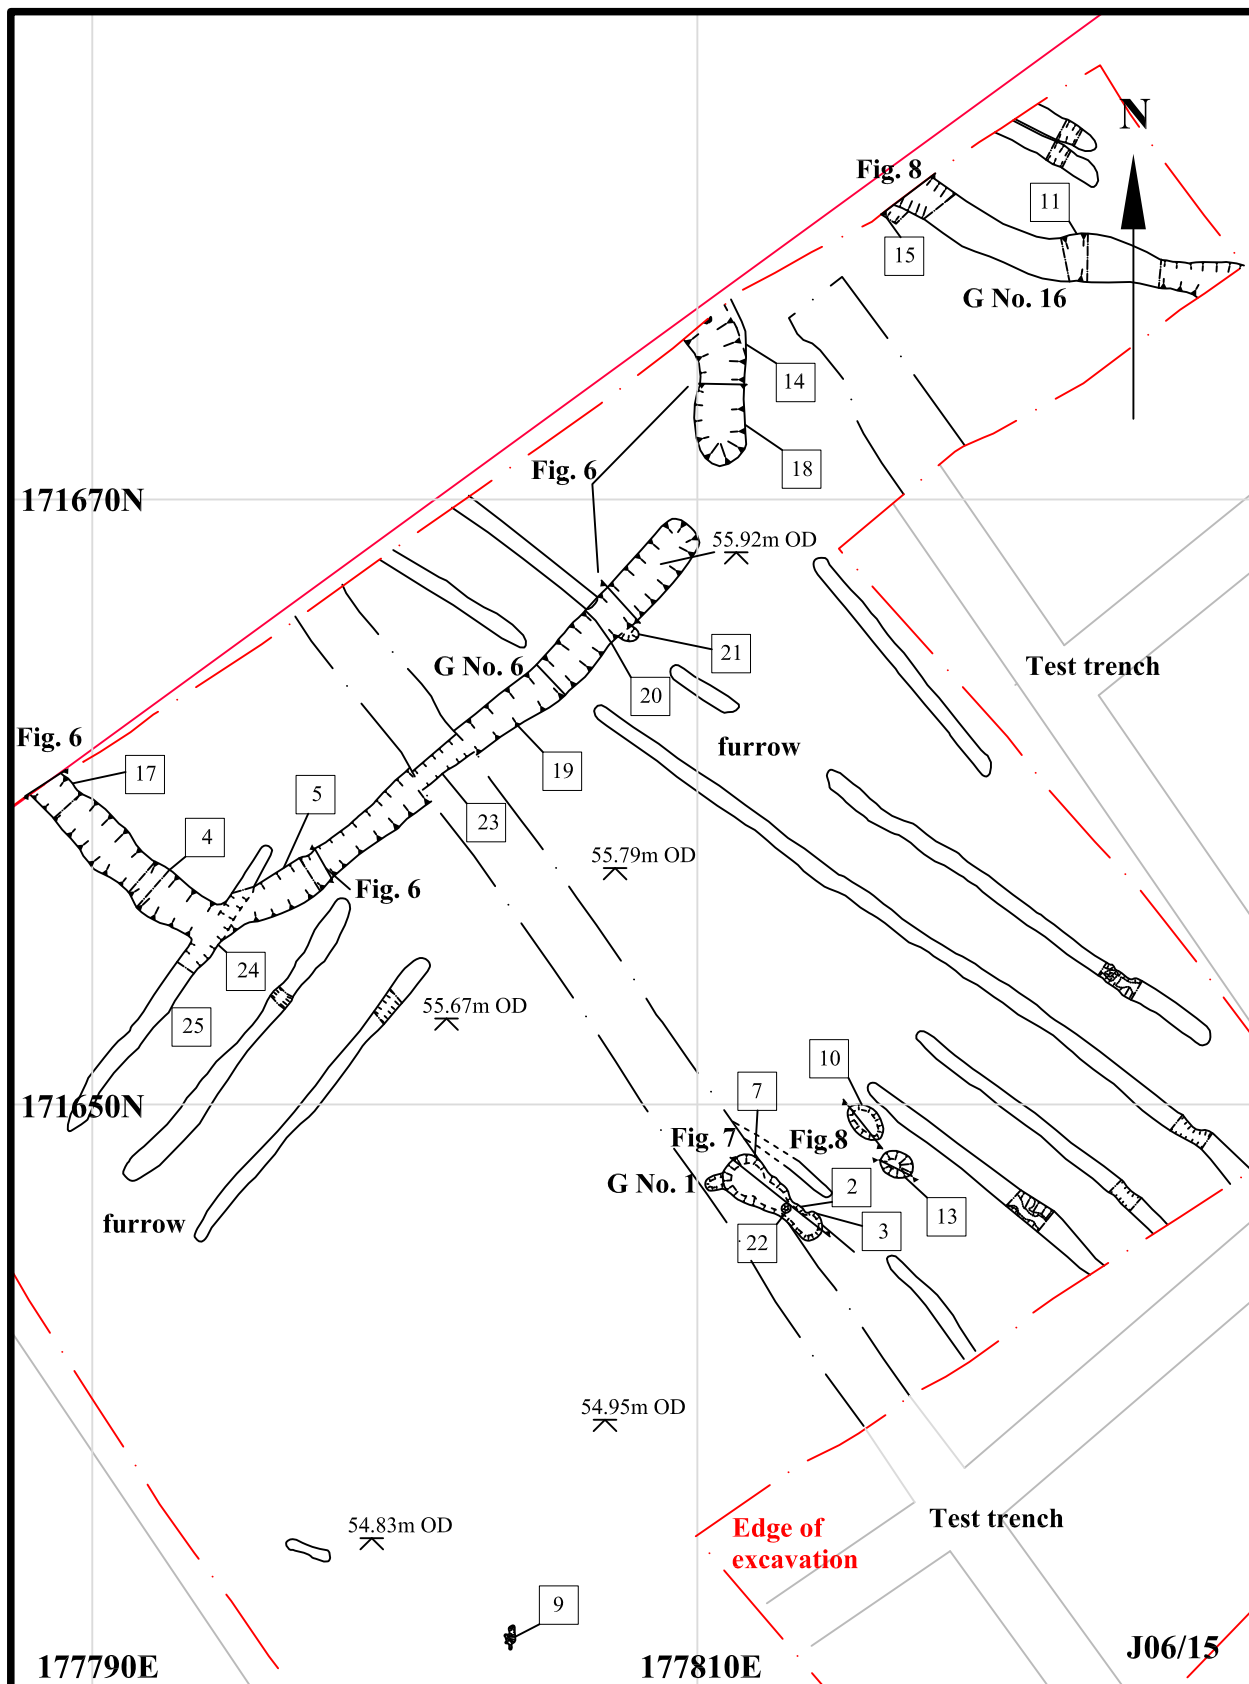 N
Fig. 8
11
15
G No. 16
14
Fig. 6
18
171670N
55.92m OD
21
G No. 6
20
Test trench
Fig. 6
17
furrow
19
5
23
4
55.79m OD
Fig. 6
24
55.67m OD
25
10
7
171650N
Fig. 7
Fig.8
G No. 1
2
13
3
22
furrow
54.95m OD
54.83m OD
Edge of
excavation
Test trench
9
177790E
177810E
J06/15